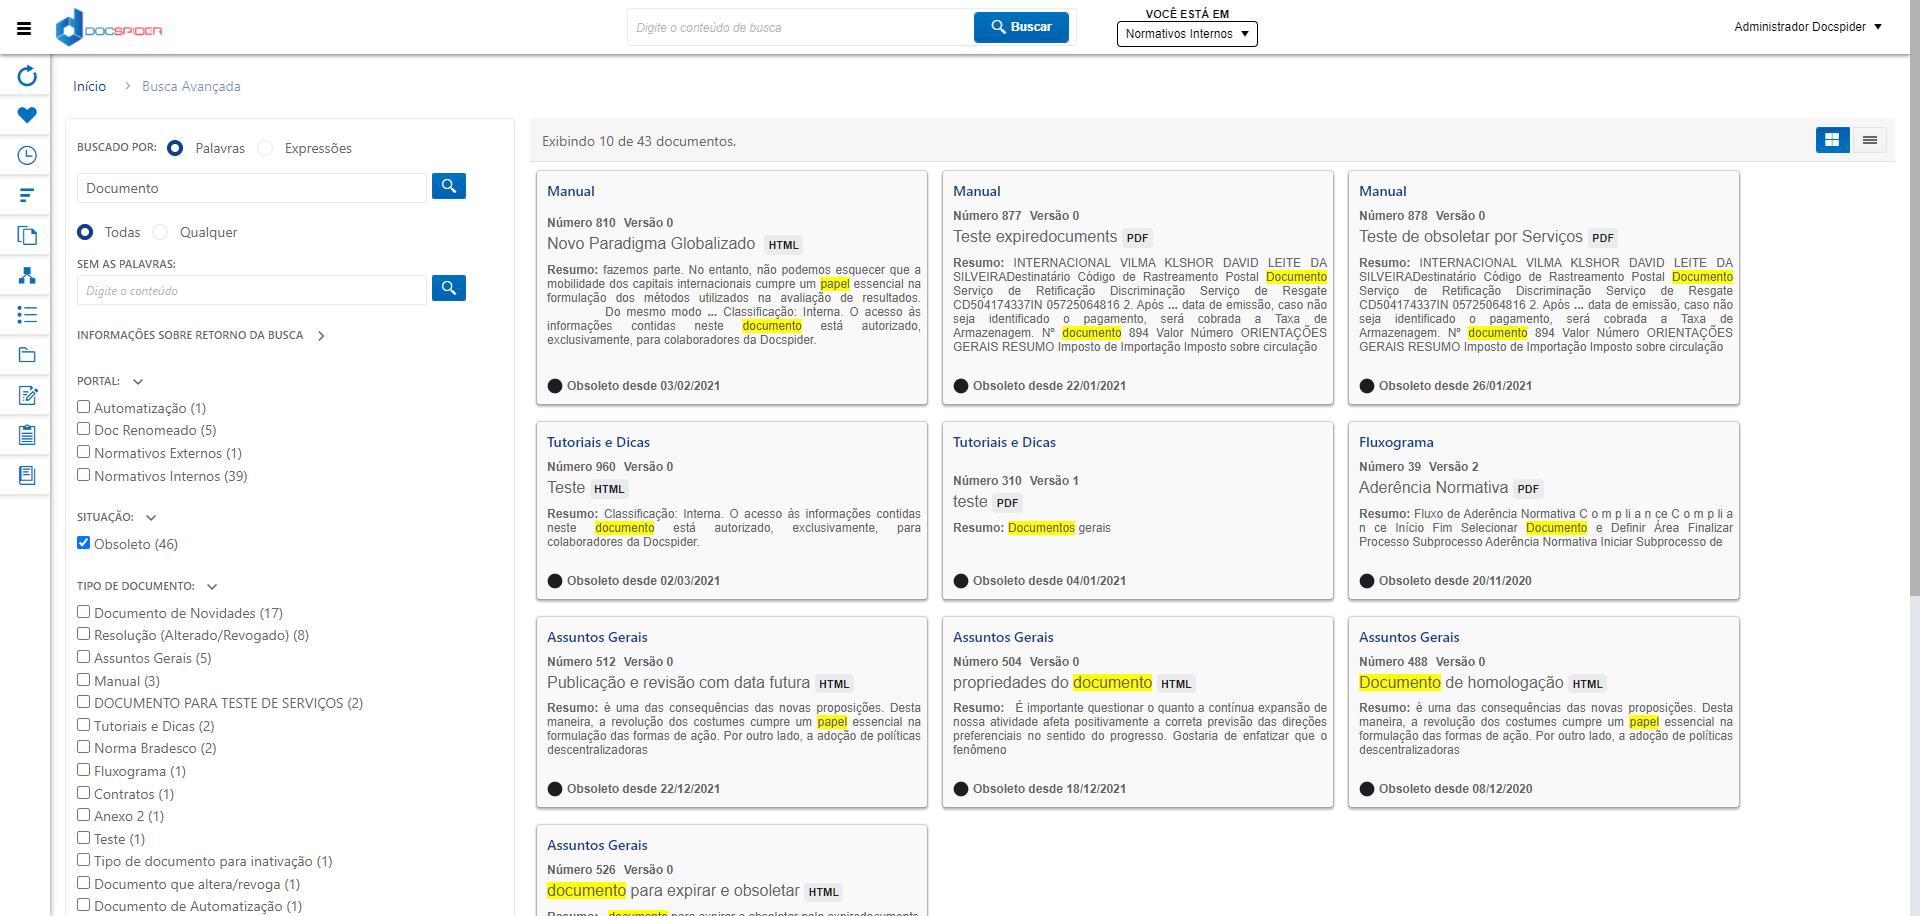 DOCSPIDER
Digite o conteúdo de busca
Buscar
VOCÊ ESTÁ EM
Normativos Internos
Administrador Docspider
Início > Busca Avançada
BUSCADO POR: Palavras Expressões
Documento
Todas Qualquer
SEM AS PALAVRAS:
Digite o conteúdo
INFORMAÇÕES SOBRE RETORNO DA BUSCA
PORTAL:
Automatização (1)
Doc Renomeado (5)
Normativos Externos (1)
Normativos Internos (39)
SITUAÇÃO:
Obsoleto (46)
TIPO DE DOCUMENTO:
Documento de Novidades (17)
Resolução (Alterado/Revogado) (8)
Assuntos Gerais (5)
Manual (3)
DOCUMENTO PARA TESTE DE SERVIÇOS (2)
Tutoriais e Dicas (2)
Norma Bradesco (2)
Fluxograma (1)
Contratos (1)
Anexo 2 (1)
Teste (1)
Tipo de documento para inativação (1)
Documento que altera/revoga (1)
Documento de Automatização (1)
Exibindo 10 de 43 documentos.
Manual
Número 810 Versão 0
Novo Paradigma Globalizado HTML
Resumo: fazemos parte. No entanto, não podemos esquecer que a
mobilidade dos capitais internacionais cumpre um papel essencial na
formulação dos métodos utilizados na avaliação de resultados.
Do mesmo modo ... Classificação: Interna. O acesso às
informações contidas neste documento está autorizado,
exclusivamente, para colaboradores da Docspider.
Obsoleto desde 03/02/2021
Manual
Número 877 Versão 0
Teste expiredocuments PDF
Resumo: INTERNACIONAL VILMA KLSHOR DAVID LEITE DA
SILVEIRADestinatário Código de Rastreamento Postal Documento
Serviço de Retificação Discriminação Serviço de Resgate
CD504174337IN 05725064816 2. Após ... data de emissão, caso não
seja identificado o pagamento, será cobrada a Taxa de
Armazenagem. Nº documento 894 Valor Número ORIENTAÇÕES
GERAIS RESUMO Imposto de Importação Imposto sobre circulação
Obsoleto desde 22/01/2021
Manual
Número 878 Versão 0
Teste de obsoletar por Serviços PDF
Resumo: INTERNACIONAL VILMA KLSHOR DAVID LEITE DA
SILVEIRADestinatário Código de Rastreamento Postal Documento
Serviço de Retificação Discriminação Serviço de Resgate
CD504174337IN 05725064816 2. Após ... data de emissão, caso não
seja identificado o pagamento, será cobrada a Taxa de
Armazenagem. Nº documento 894 Valor Número ORIENTAÇÕES
GERAIS RESUMO Imposto de Importação Imposto sobre circulação
Obsoleto desde 26/01/2021
Tutoriais e Dicas
Número 960 Versão 0
Teste HTML
Resumo: Classificação: Interna. O acesso às informações contidas
neste documento está autorizado, exclusivamente, para
colaboradores da Docspider.
Obsoleto desde 02/03/2021
Tutoriais e Dicas
Número 310 Versão 1
teste PDF
Resumo: Documentos gerais
Obsoleto desde 04/01/2021
Fluxograma
Número 39 Versão 2
Aderência Normativa PDF
Resumo: Fluxo de Aderência Normativa C o m p li a n ce C o m p li a
n ce Início Fim Selecionar Documento e Definir Área Finalizar
Processo Subprocesso Aderência Normativa Iniciar Subprocesso de
Obsoleto desde 20/11/2020
Assuntos Gerais
Número 512 Versão 0
Publicação e revisão com data futura HTML
Resumo: é uma das consequências das novas proposições. Desta
maneira, a revolução dos costumes cumpre um papel essencial na
formulação das formas de ação. Por outro lado, a adoção de políticas
descentralizadoras
Obsoleto desde 22/12/2021
Assuntos Gerais
Número 504 Versão 0
propriedades do documento HTML
Resumo: É importante questionar o quanto a contínua expansão de
nossa atividade afeta positivamente a correta previsão das direções
preferenciais no sentido do progresso. Gostaria de enfatizar que o
fenômeno
Obsoleto desde 18/12/2021
Assuntos Gerais
Número 488 Versão 0
Documento de homologação HTML
Resumo: é uma das consequências das novas proposições. Desta
maneira, a revolução dos costumes cumpre um papel essencial na
formulação das formas de ação. Por outro lado, a adoção de políticas
descentralizadoras
Obsoleto desde 08/12/2020
Assuntos Gerais
Número 526 Versão 0
documento para expirar e obsoletar HTML
Resumo: documento para expirar e obsoletar pelo expiredocuments